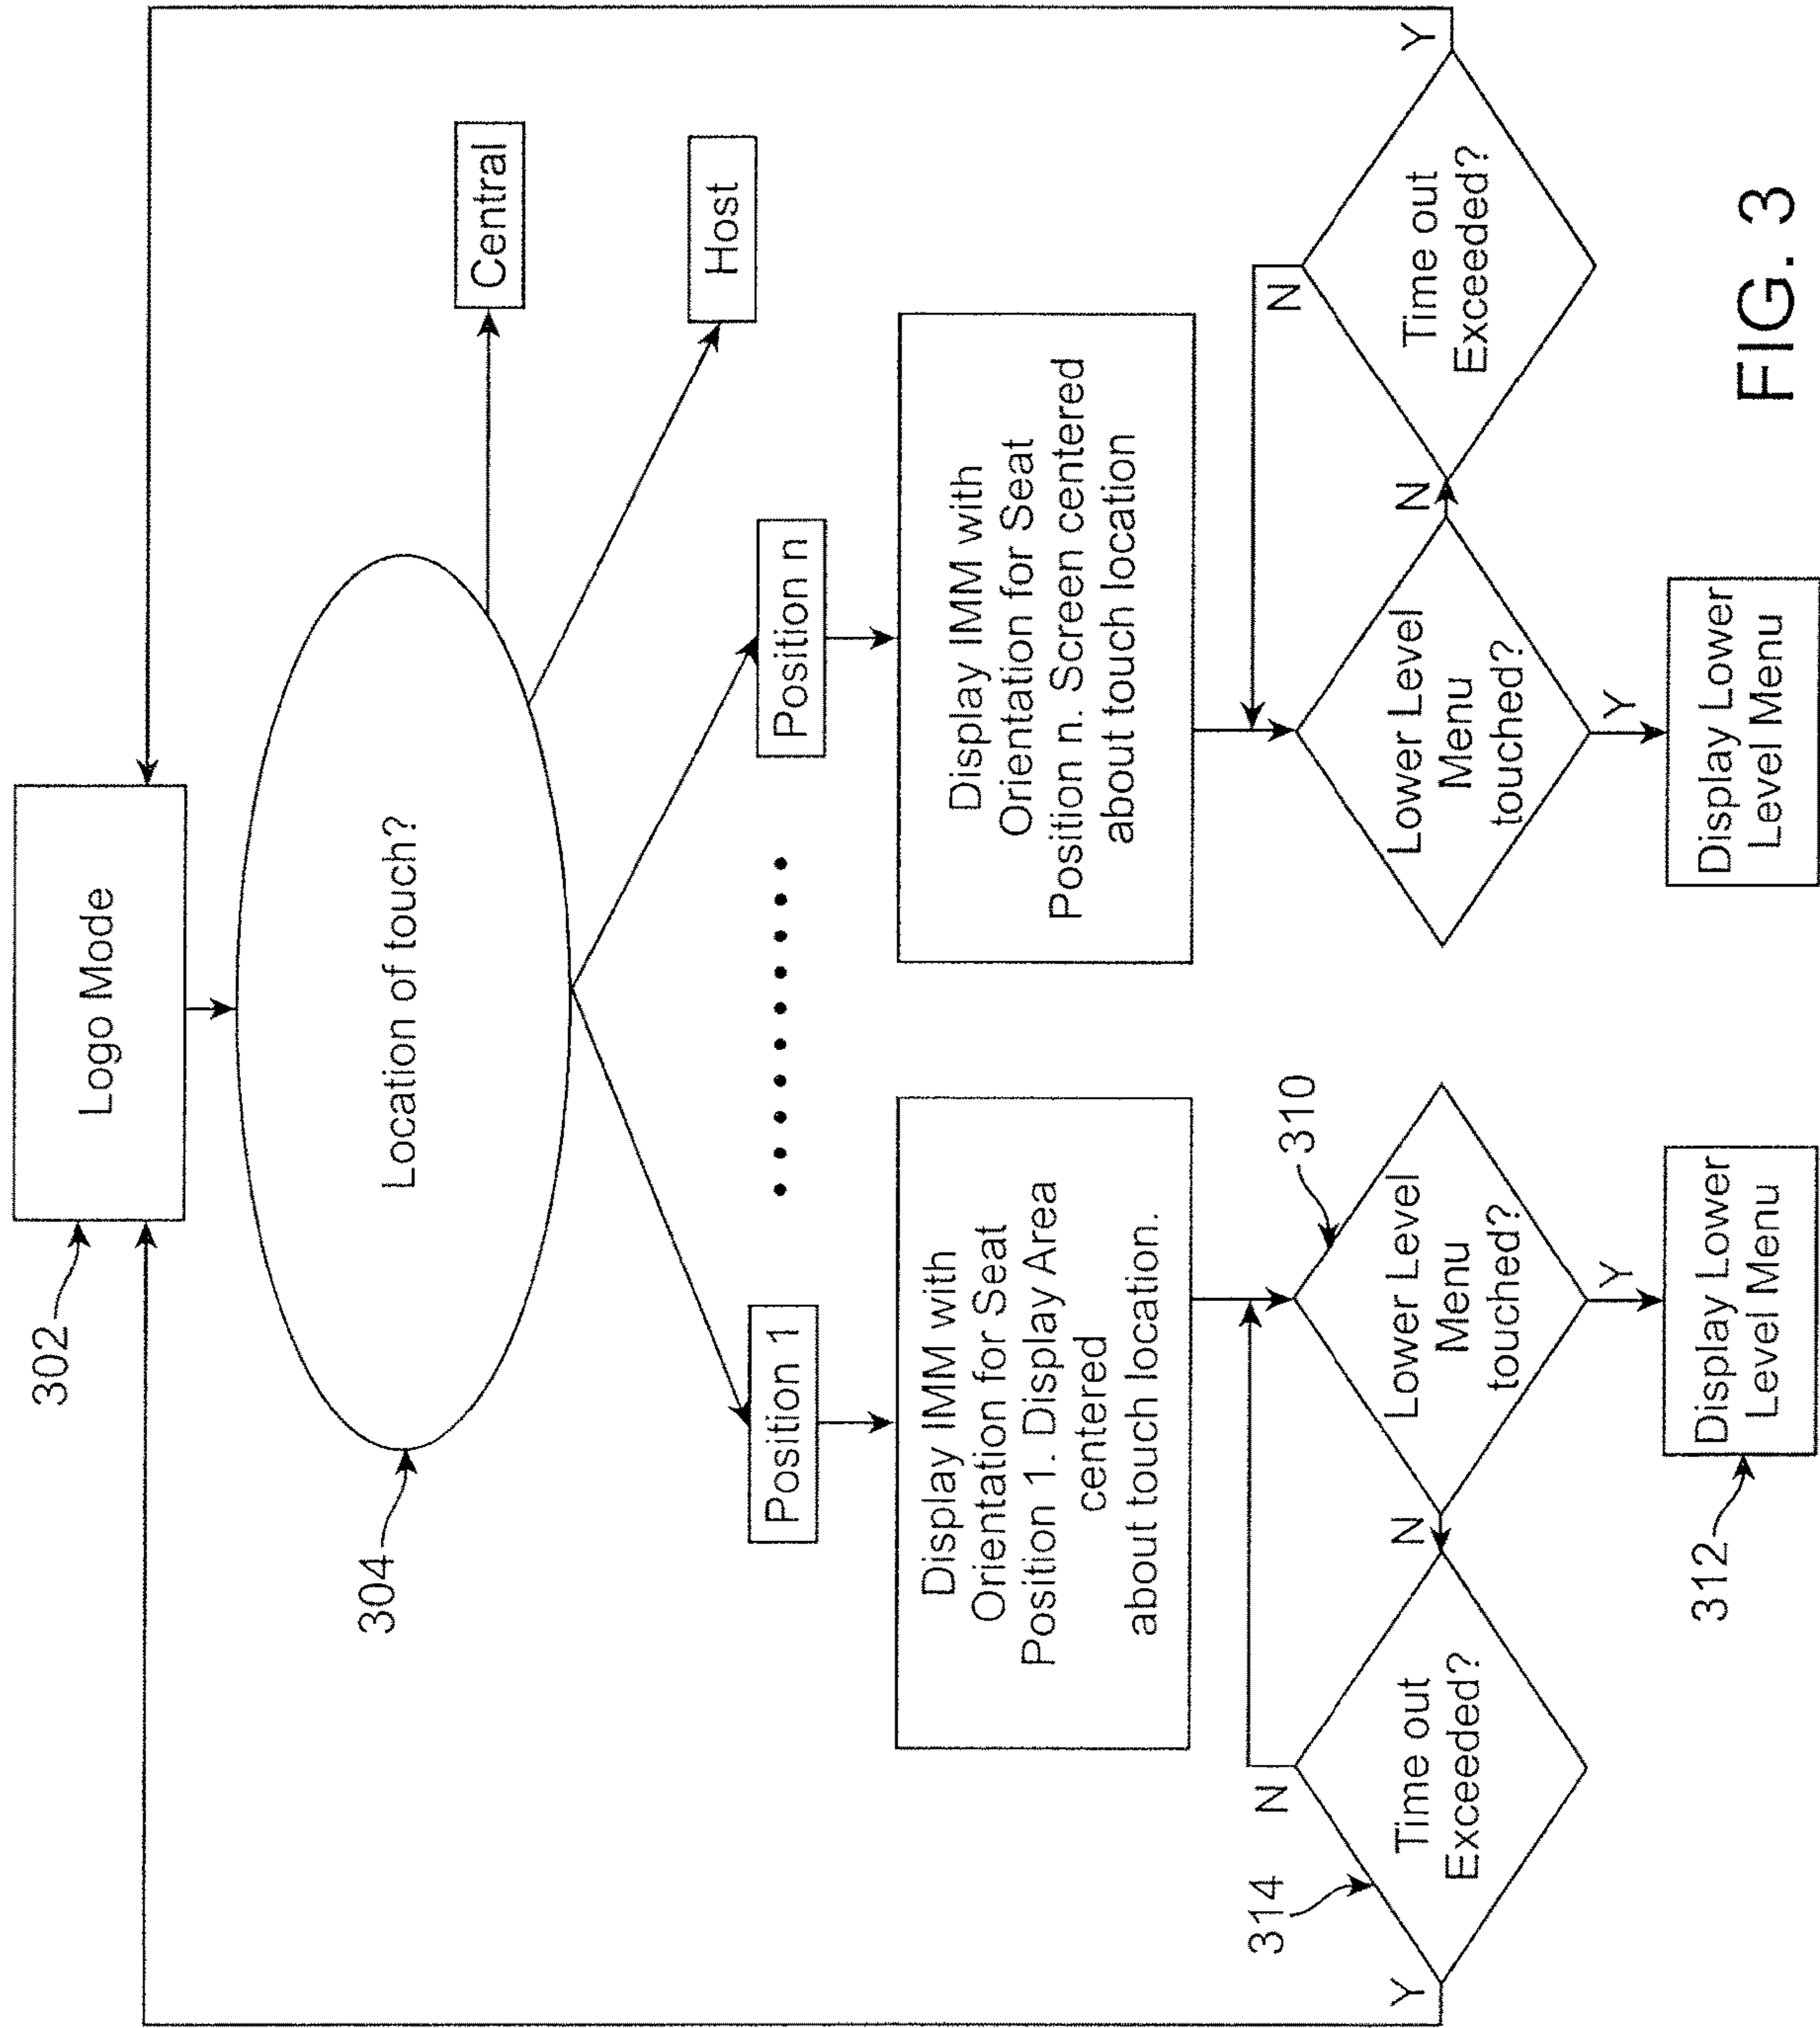 302
Logo Mode
304
Location of touch?
Central
Host
Position 1
Position n
Display IMM with
Orientation for Seat
Position 1. Display Area
centered
about touch location.
Display IMM with
Orientation for Seat
Position n. Screen centered
about touch location
314
Time out
Exceeded?
Y
N
N
310
Lower Level
Menu
touched?
Y
312
Display Lower
Level Menu
Lower Level
Menu
touched?
N
Y
Display Lower
Level Menu
Time out
Exceeded?
N
Y
FIG. 3